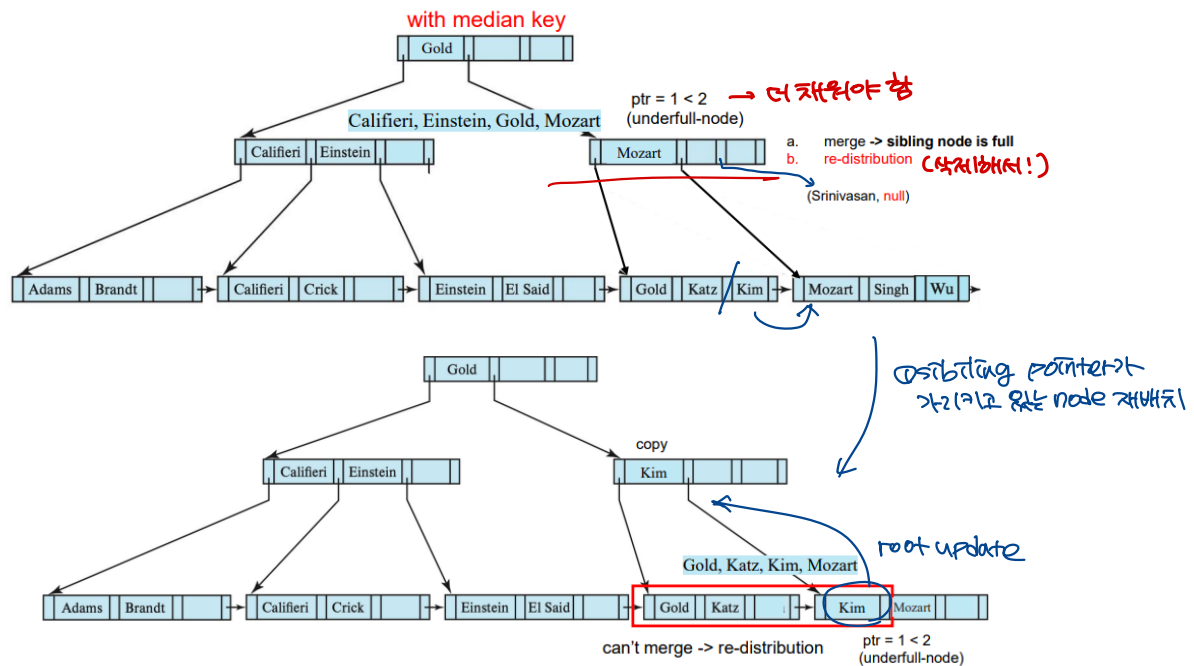 with median key
Gold
ptr = 1 < 2 → 더 채워야 함
(underfull-node)
Califieri, Einstein, Gold, Mozart
Califieri Einstein
Mozart
a. merge -> sibling node is full
b. re-distribution (삭제해서!)
(Srinivasan, null)
Adams Brandt
Califieri Crick
Einstein El Said
Gold Katz Kim
Mozart Singh Wu
①sibiling pointer가
가리키고 있는 node 재배치
Gold
copy
Califieri Einstein
Kim
root update
Gold, Katz, Kim, Mozart
Adams Brandt
Califieri Crick
Einstein El Said
Gold Katz
Kim Mozart
can't merge -> re-distribution
ptr = 1 < 2
(underfull-node)